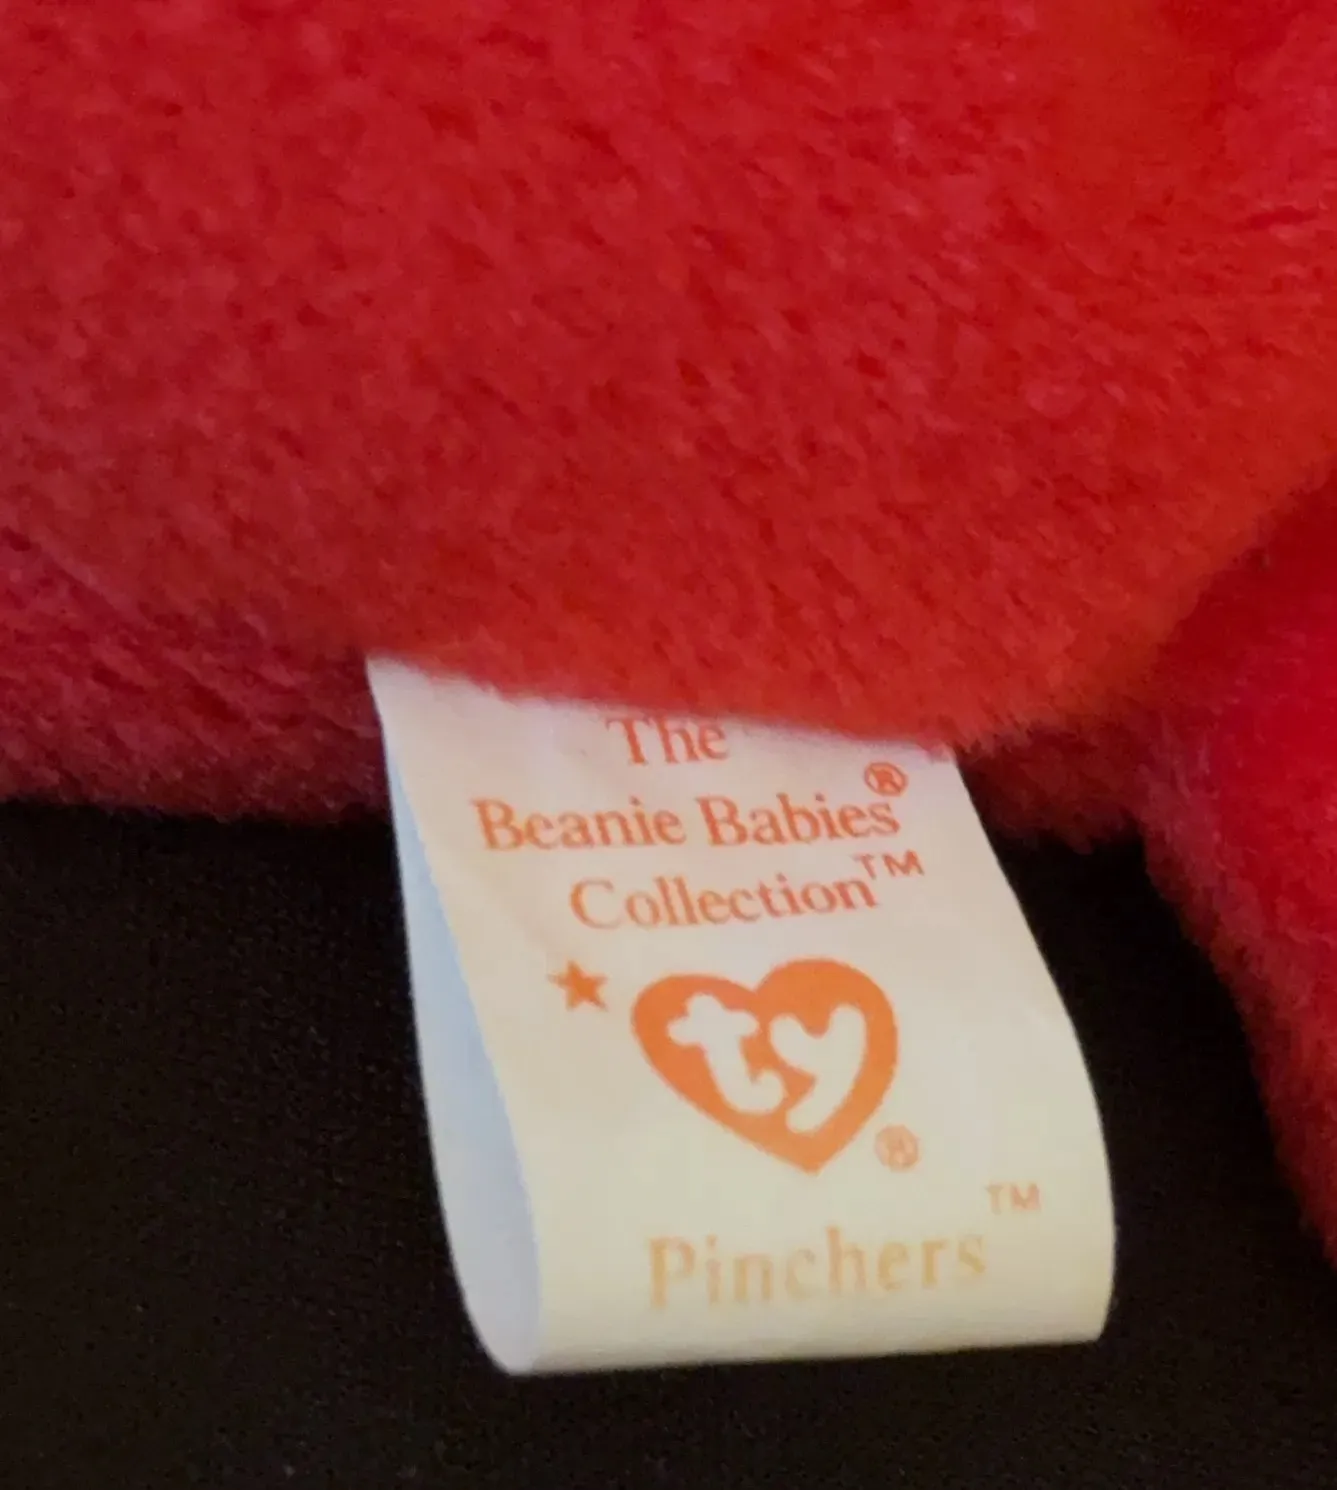 The
Beanie Babies®
Collection™
★ ty®
Pinchers™